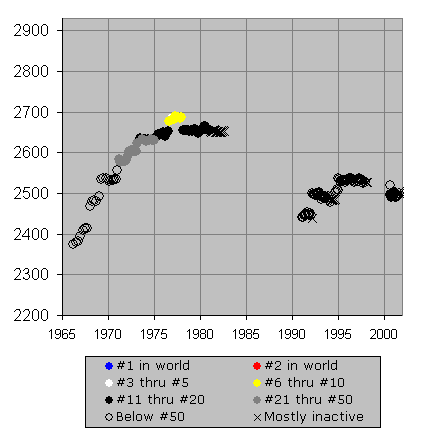 2900
2800
2700
2600
2500
2400
2300
2200
1965 1970 1975 1980 1985 1990 1995 2000
#1 in world #2 in world
#3 thru #5 #6 thru #10
#11 thru #20 #21 thru #50
Below #50 Mostly inactive